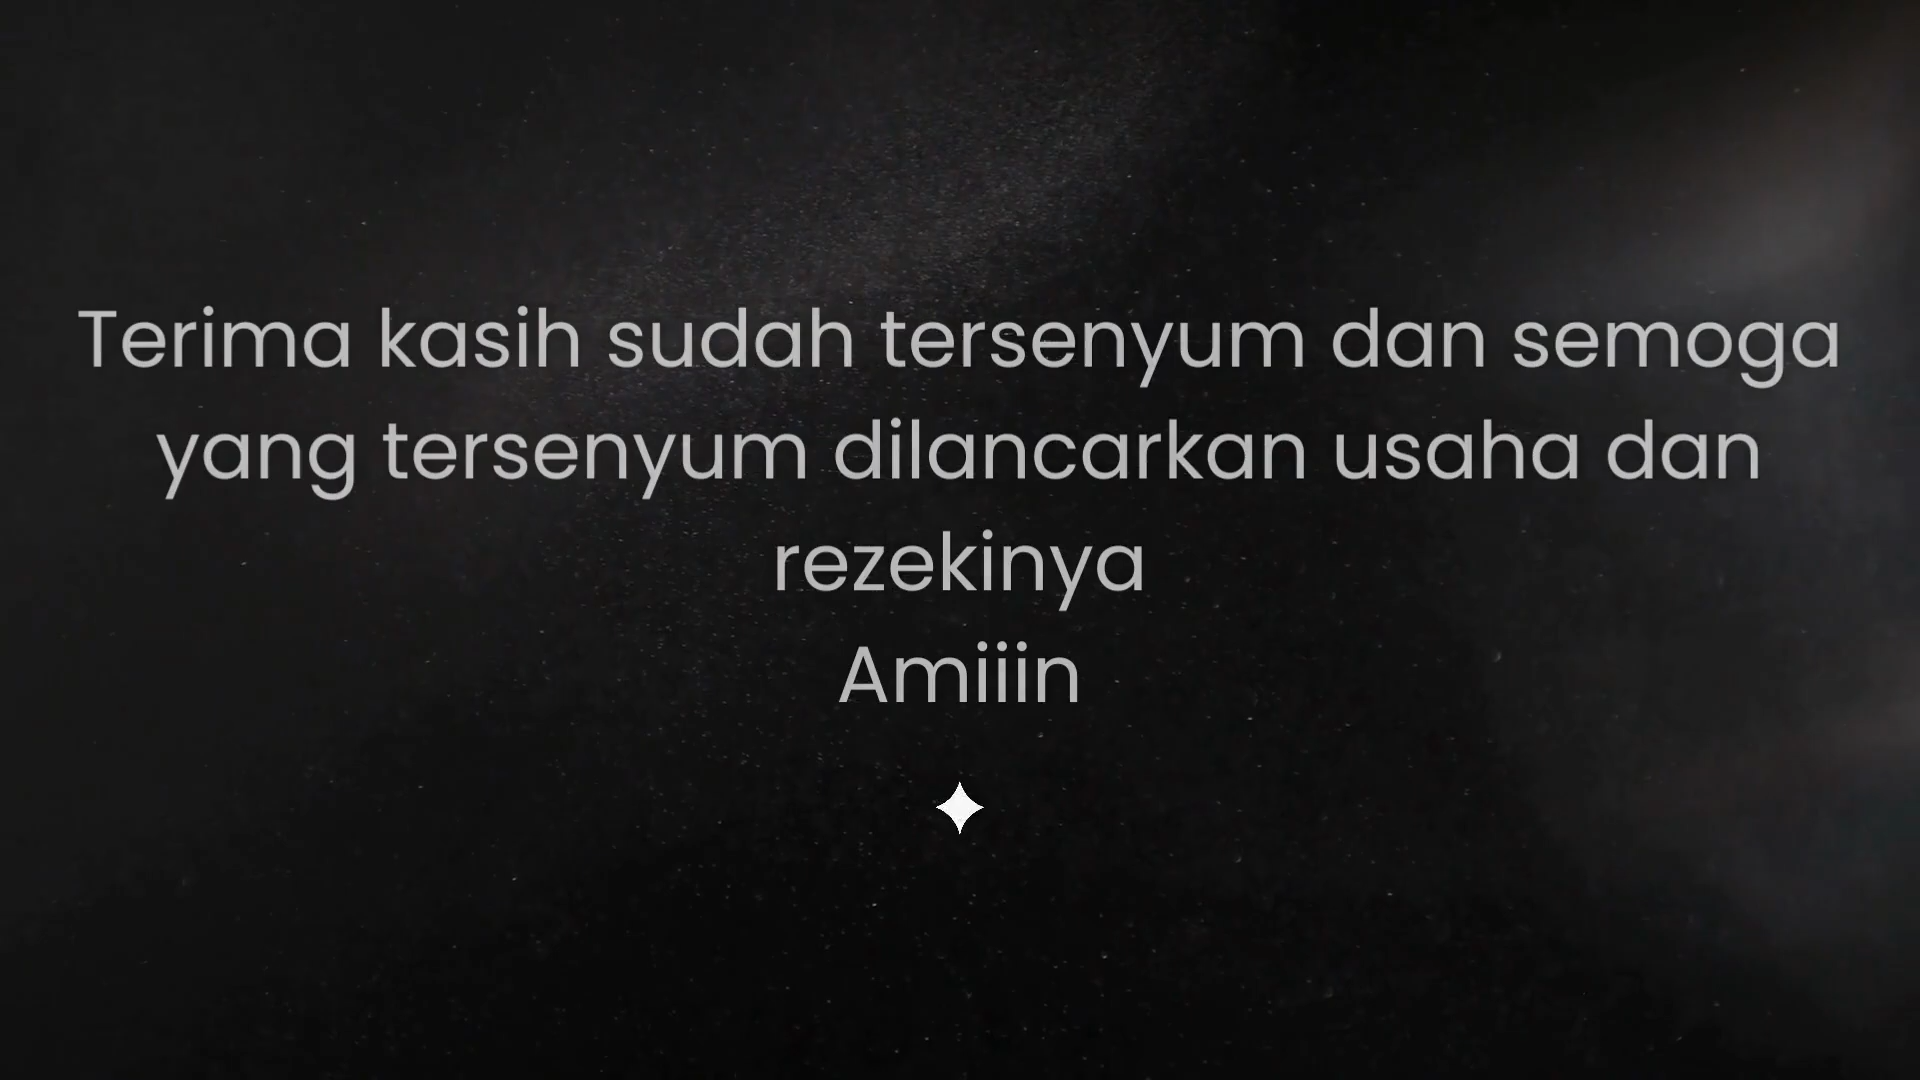 Terima kasih sudah tersenyum dan semoga
yang tersenyum dilancarkan usaha dan
rezekinya
Amiiin